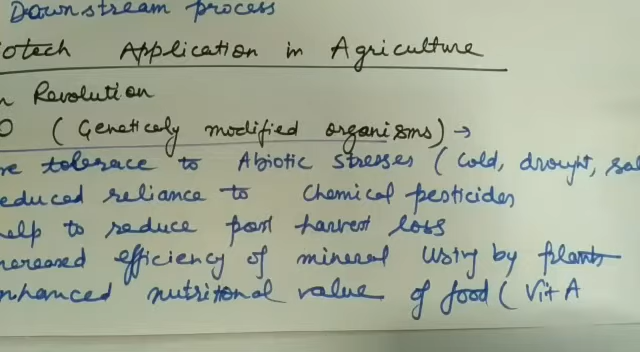 Downstream process
otech Application in Agriculture
n Revolution
O (Geneticaly modified organisms) →
re tolerace to Abiotic stresses (Cold, drought, sal
educed reliance to Chemical pesticides
help to reduce post harvest loss
ncreased efficiency of mineral using by plants
nhanced nutritional value of food (Vit A